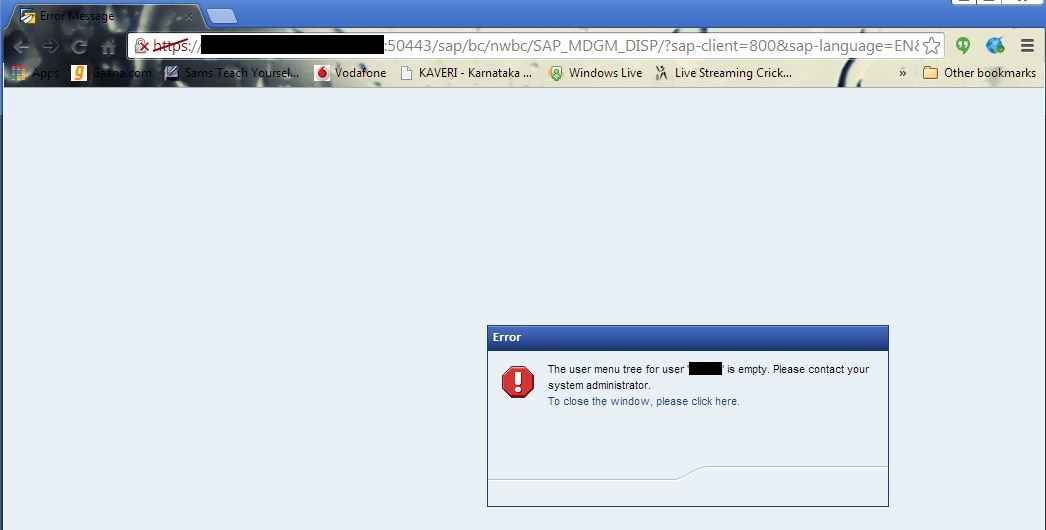 Error Message
https:// :50443/sap/bc/nwbc/SAP_MDGM_DISP/?sap-client=800&sap-language=EN&
Apps Gaana.com Sams Teach Yoursel... Vodafone KAVERI - Karnataka ... Windows Live Live Streaming Crick... » Other bookmarks
Error
The user menu tree for user ' ' is empty. Please contact your
system administrator.
To close the window, please click here.